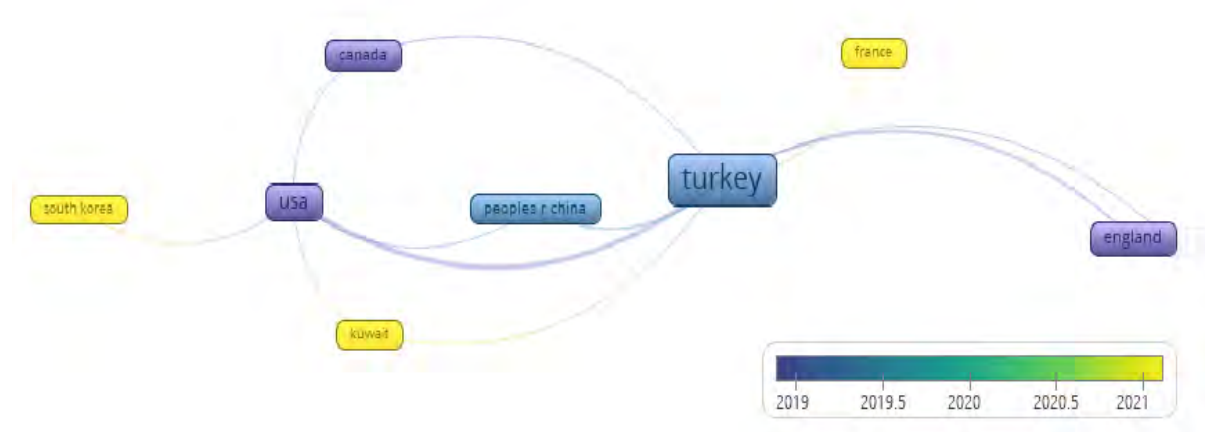 canada
france
turkey
south korea
usa
peoples r china
england
kuwait
2019 2019.5 2020 2020.5 2021